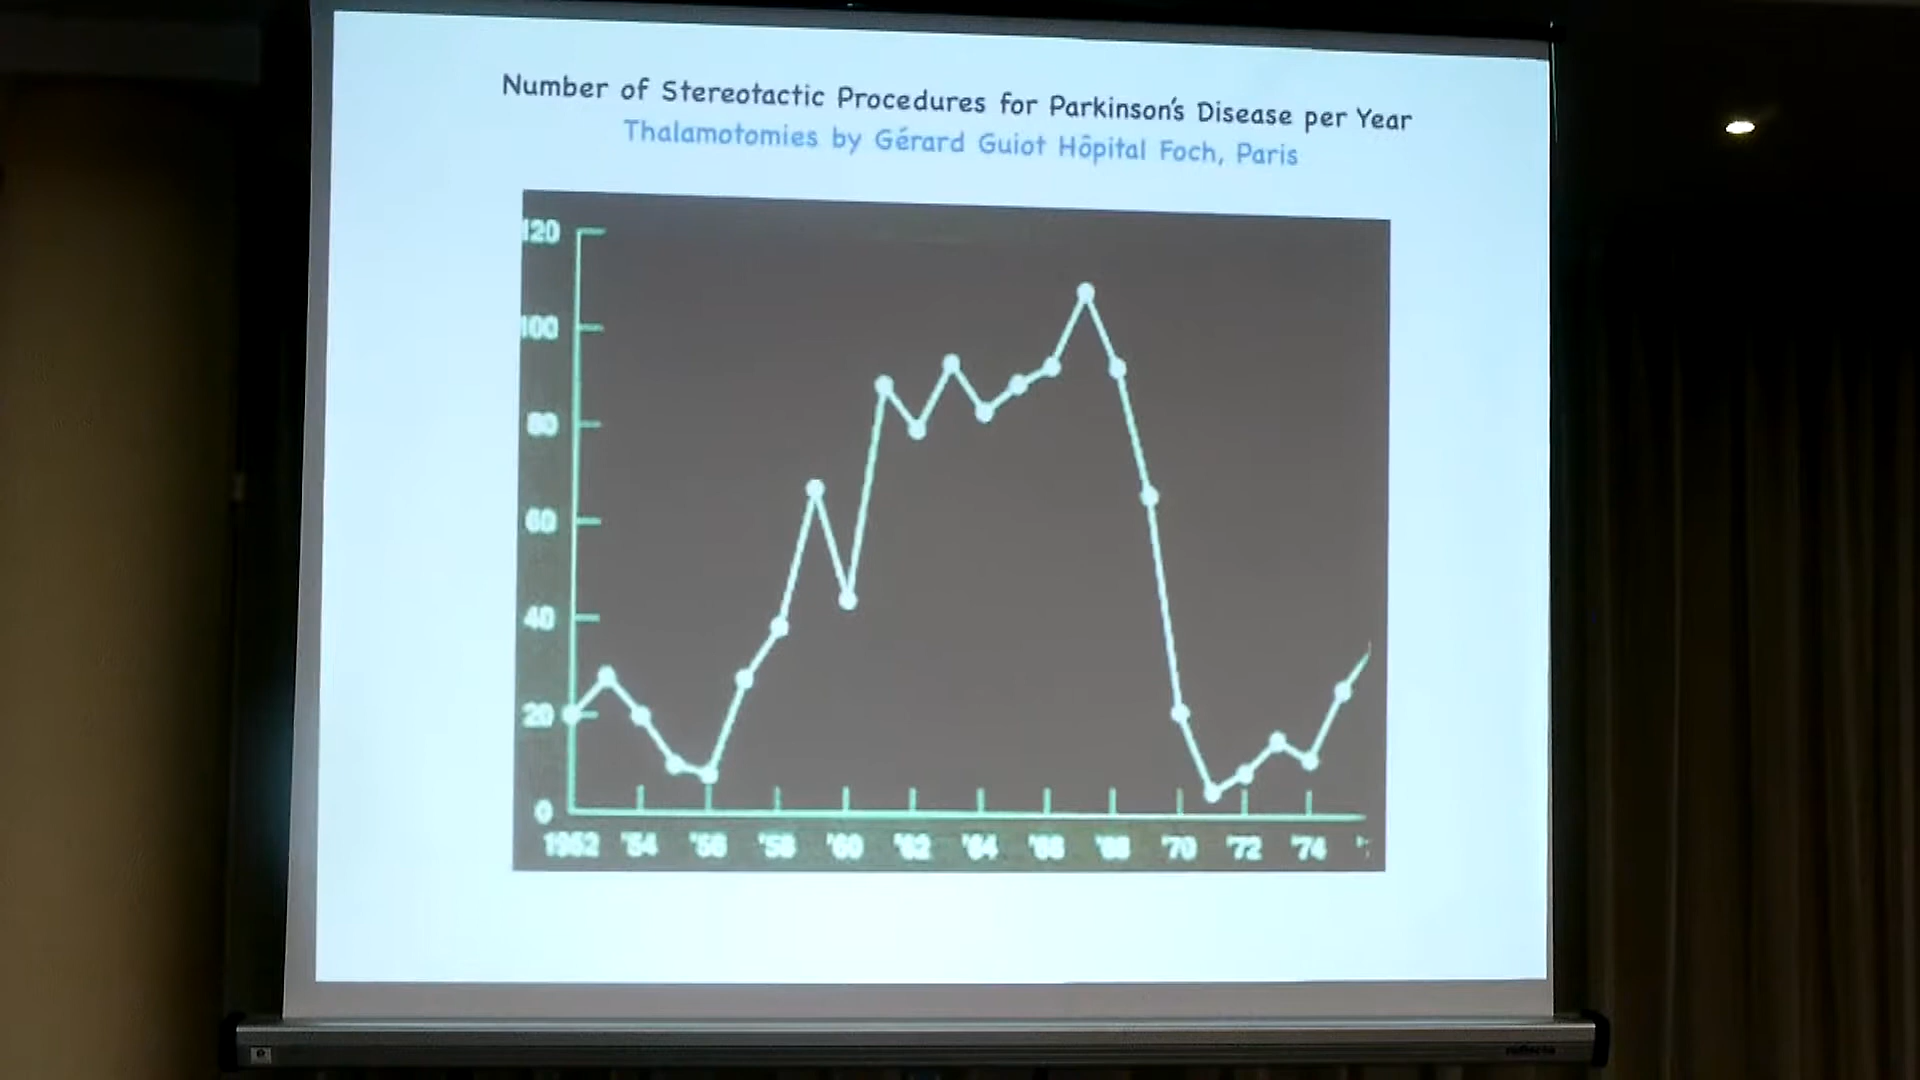 Number of Stereotactic Procedures for Parkinson's Disease per Year
Thalamotomies by Gérard Guiot Hôpital Foch, Paris
120
100
80
60
40
20
0
1952 '54 '56 '58 '60 '62 '64 '66 '68 '70 '72 '74